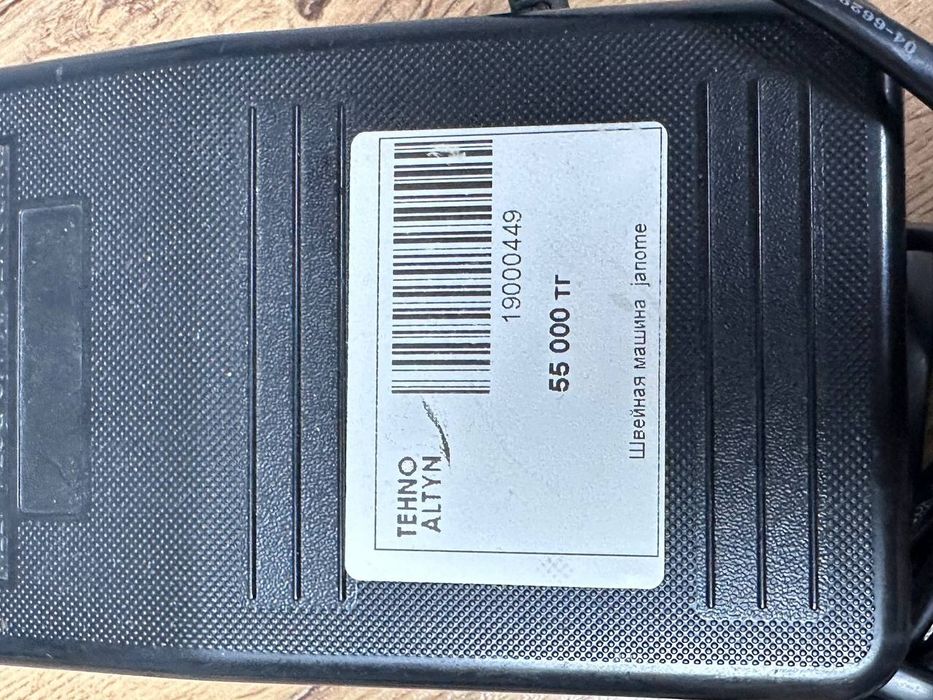 TEHNO
ALTYN
19000449
55 000 тг
Швейная машина janome